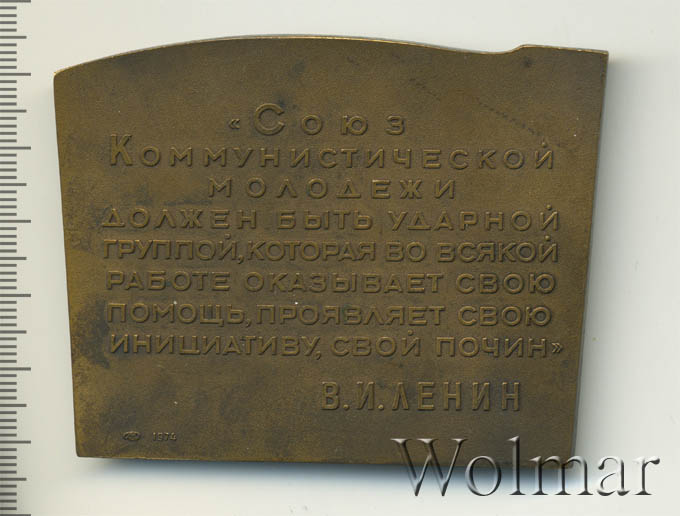 «Союз
Коммунистической
молодежи
должен быть ударной
группой, которая во всякой
работе оказывает свою
помощь, проявляет свою
инициативу, свой почин»
В.И.ЛЕНИН
1974
Wolmar